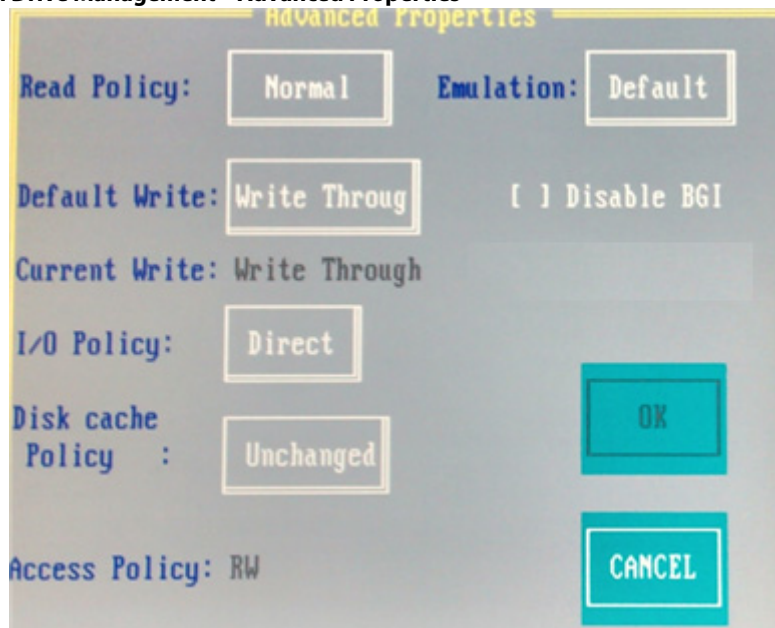 Advanced Properties
Read Policy: Normal Emulation: Default
Default Write: Write Throug [ ] Disable BGI
Current Write: Write Through
I/O Policy: Direct
Disk cache
Policy : Unchanged
OK
Access Policy: RW CANCEL